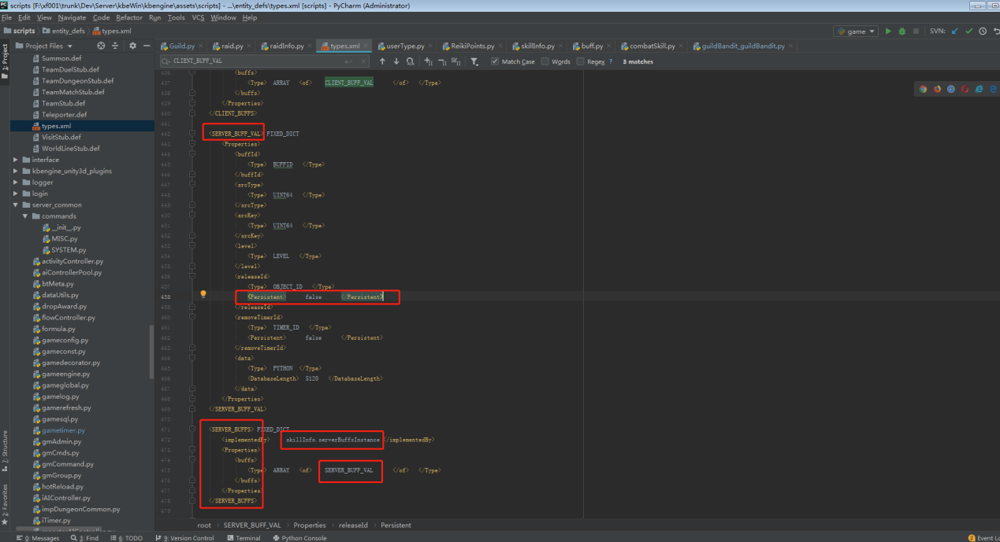 scripts [F:\xf001\trunk\Dev\Server\kbeWin\kbengine\assets\scripts] - ...\entity_defs\types.xml [scripts] - PyCharm (Administrator)
File Edit View Navigate Code Refactor Run Tools VCS Window Help
scripts entity_defs types.xml game SVN:
Project Files
Guild.py raid.py raidInfo.py types.xml userType.py ReikiPoints.py skillInfo.py buff.py combatSkill.py guildBandit_guildBandit.py
CLIENT_BUFF_VAL Match Case Words Regex ? 3 matches
1: Project
Summon.def
TeamDuelStub.def
TeamDungeonStub.def
TeamMatchStub.def
TeamStub.def
Teleporter.def
types.xml
VisitStub.def
WorldLineStub.def
interface
kbengine_unity3d_plugins
logger
login
server_common
commands
__init__.py
MISC.py
SYSTEM.py
activityController.py
aiControllerPool.py
btMeta.py
dataUtils.py
dropAward.py
flowController.py
formula.py
gameconfig.py
gameconst.py
gamedecorator.py
gameengine.py
gameglobal.py
gamelog.py
gamerefresh.py
gamesql.py
gametimer.py
gmAdmin.py
gmCmds.py
gmCommand.py
gmGroup.py
hotReload.py
iAIController.py
impDungeonCommon.py
iTimer.py
7: Structure
2: Favorites
436 <buffs>
437 <Type> ARRAY <of> CLIENT_BUFF_VAL </of> </Type>
438 </buffs>
439 </Properties>
440 </CLIENT_BUFFS>
441
442 <SERVER_BUFF_VAL> FIXED_DICT
443 <Properties>
444 <buffId>
445 <Type> BUFFID </Type>
446 </buffId>
447 <srcType>
448 <Type> UINT64 </Type>
449 </srcType>
450 <srcKey>
451 <Type> UINT64 </Type>
452 </srcKey>
453 <level>
454 <Type> LEVEL </Type>
455 </level>
456 <releaseId>
457 <Type> OBJECT_ID </Type>
458 <Persistent> false </Persistent>
459 </releaseId>
460 <removeTimerId>
461 <Type> TIMER_ID </Type>
462 <Persistent> false </Persistent>
463 </removeTimerId>
464 <data>
465 <Type> PYTHON </Type>
466 <DatabaseLength> 5120 </DatabaseLength>
467 </data>
468 </Properties>
469 </SERVER_BUFF_VAL>
470
471 <SERVER_BUFFS> FIXED_DICT
472 <implementedBy> skillInfo.serverBuffsInstance </implementedBy>
473 <Properties>
474 <buffs>
475 <Type> ARRAY <of> SERVER_BUFF_VAL </of> </Type>
476 </buffs>
477 </Properties>
478 </SERVER_BUFFS>
479
root SERVER_BUFF_VAL Properties releaseId Persistent
0: Messages 3: Find 6: TODO 9: Version Control Terminal Python Console 2 Event Lo